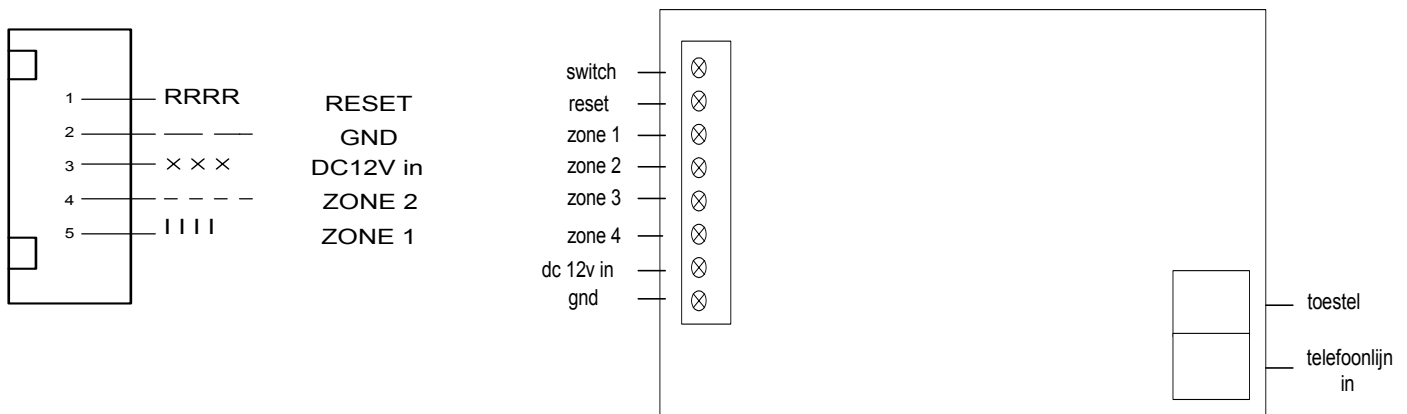 1 RRRR RESET
2 — — GND
3 × × × DC12V in
4 – – – – ZONE 2
5 I I I I ZONE 1
switch
reset
zone 1
zone 2
zone 3
zone 4
dc 12v in
gnd
toestel
telefoonlijn
in